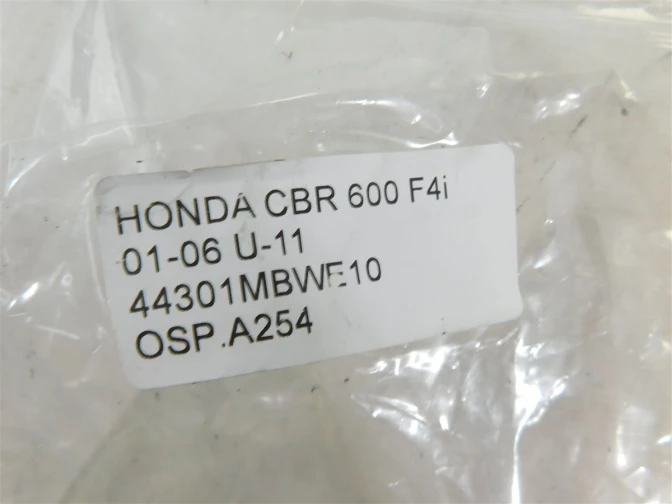 HONDA CBR 600 F4i
01-06 U-11
44301MBWE10
OSP.A254